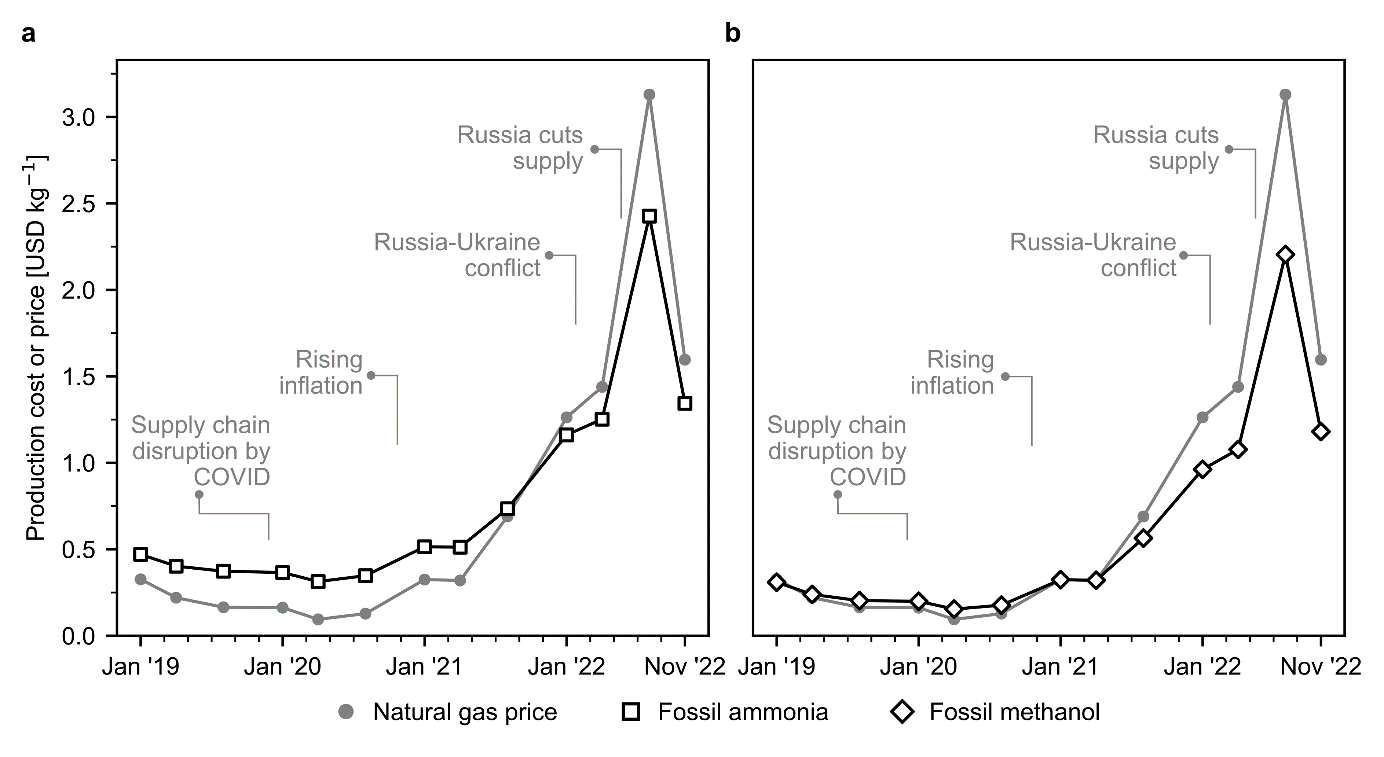 a
b
Production cost or price [USD kg⁻¹]
3.0
2.5
2.0
1.5
1.0
0.5
0.0
Russia cuts
supply
Russia-Ukraine
conflict
Rising
inflation
Supply chain
disruption by
COVID
Jan '19
Jan '20
Jan '21
Jan '22
Nov '22
Russia cuts
supply
Russia-Ukraine
conflict
Rising
inflation
Supply chain
disruption by
COVID
Jan '19
Jan '20
Jan '21
Jan '22
Nov '22
Natural gas price
Fossil ammonia
Fossil methanol